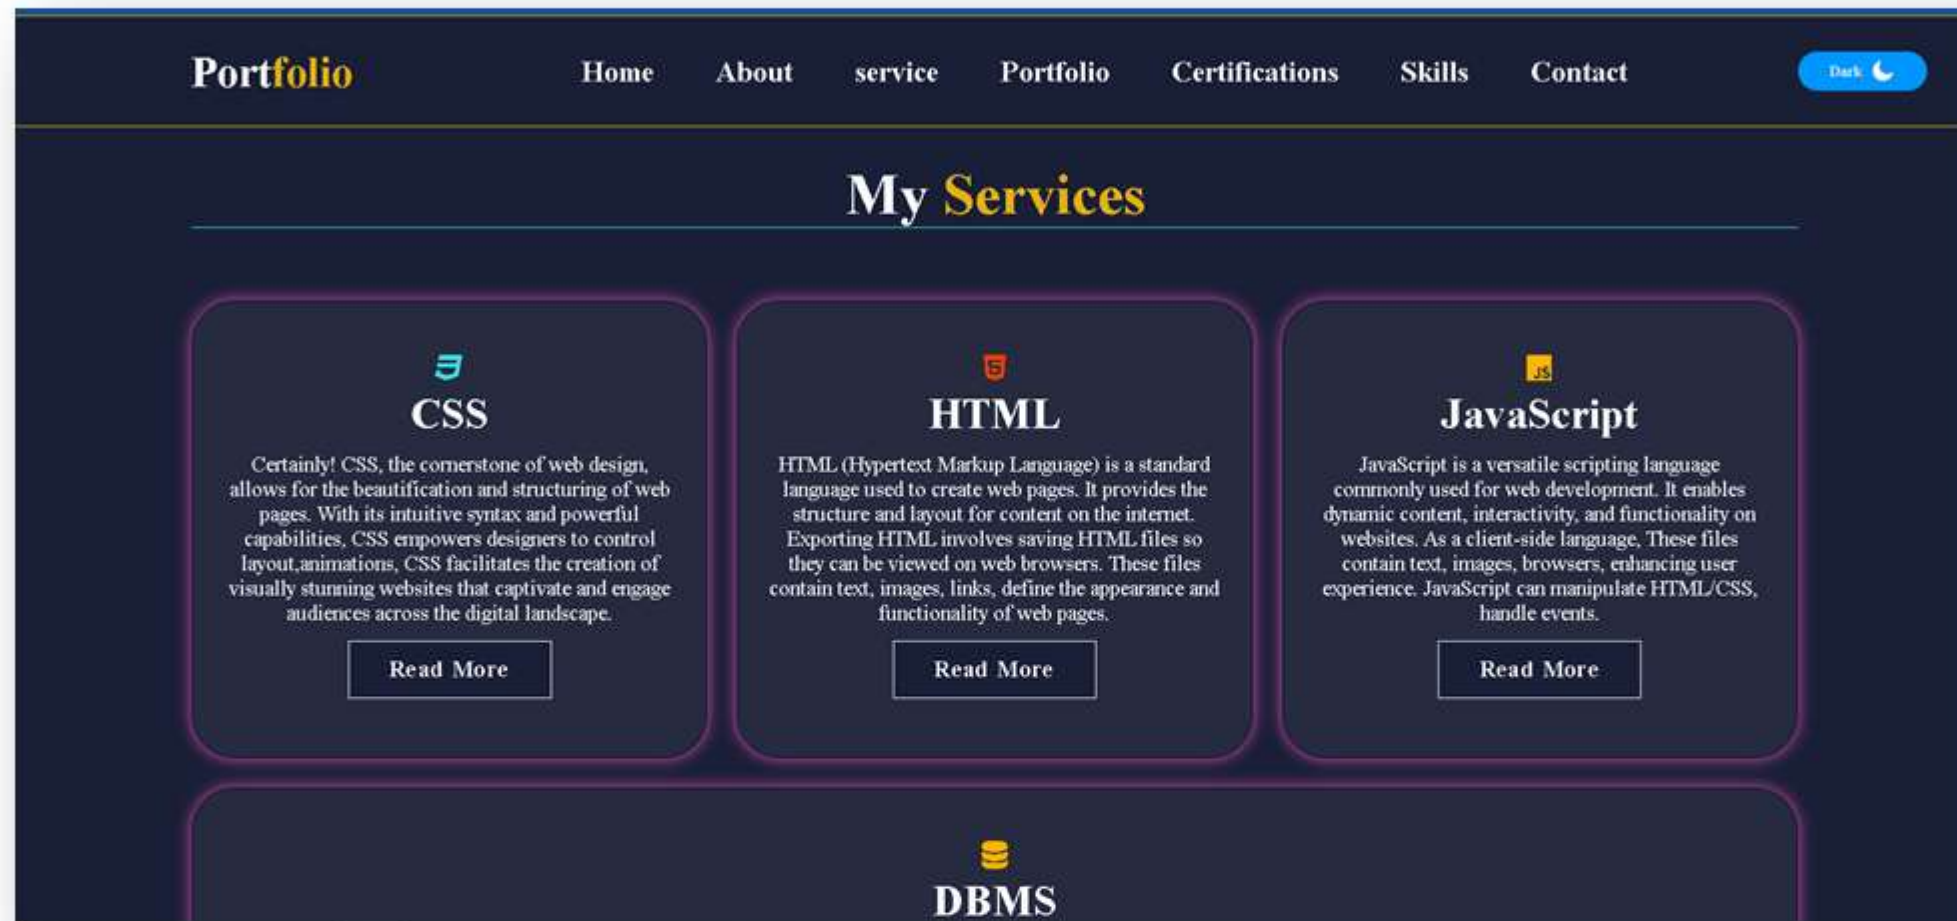 Portfolio
Home About service Portfolio Certifications Skills Contact
Dark
My Services
CSS
Certainly! CSS, the cornerstone of web design,
allows for the beautification and structuring of web
pages. With its intuitive syntax and powerful
capabilities, CSS empowers designers to control
layout,animations, CSS facilitates the creation of
visually stunning websites that captivate and engage
audiences across the digital landscape.
Read More
HTML
HTML (Hypertext Markup Language) is a standard
language used to create web pages. It provides the
structure and layout for content on the internet.
Exporting HTML involves saving HTML files so
they can be viewed on web browsers. These files
contain text, images, links, define the appearance and
functionality of web pages.
Read More
JS
JavaScript
JavaScript is a versatile scripting language
commonly used for web development. It enables
dynamic content, interactivity, and functionality on
websites. As a client-side language, These files
contain text, images, browsers, enhancing user
experience. JavaScript can manipulate HTML/CSS,
handle events.
Read More
DBMS